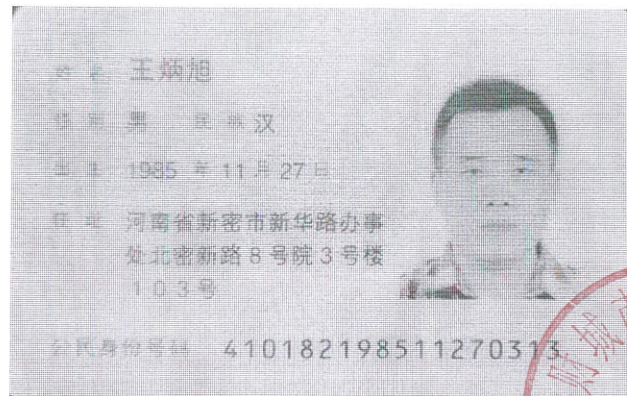 姓 名 王炳旭
性 别 男 民 族 汉
出 生 1985 年 11 月 27 日
住 址 河南省新密市新华路办事
处北密新路8号院3号楼
103号
公民身份号码 410182198511270313